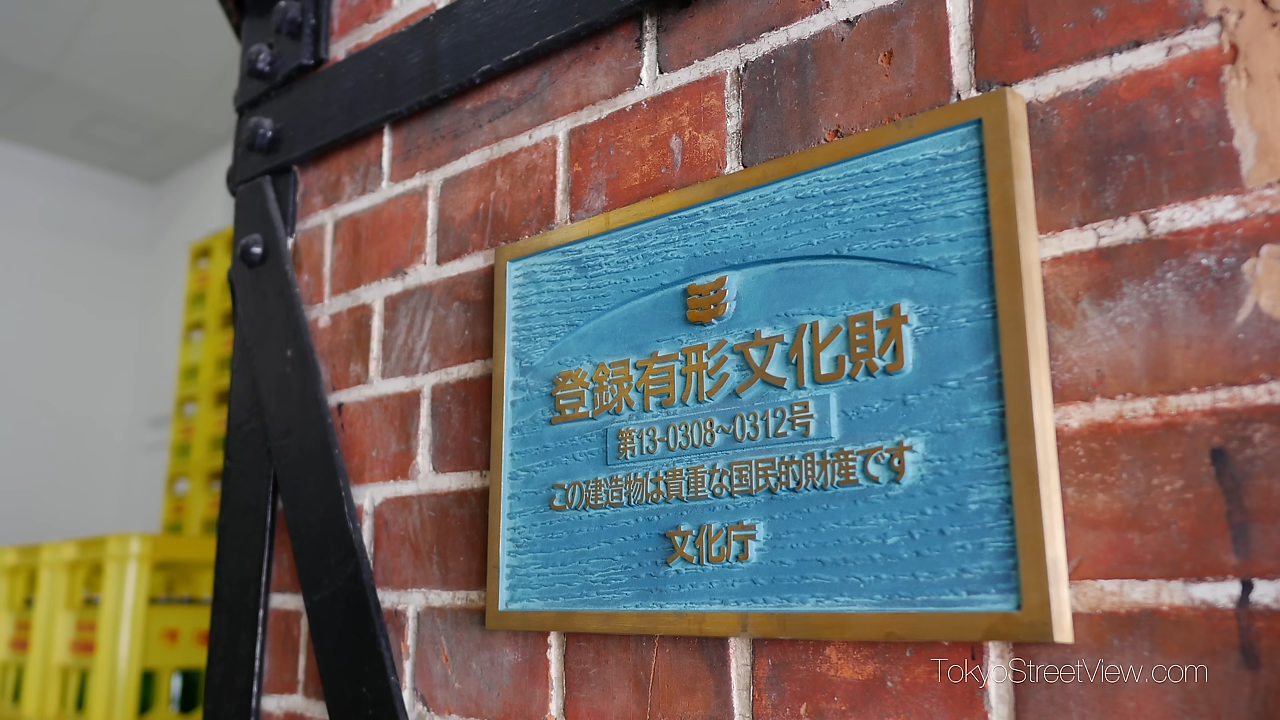 登録有形文化財
第13-0308~0312号
この建造物は貴重な国民的財産です
文化庁
TokyoStreetView.com